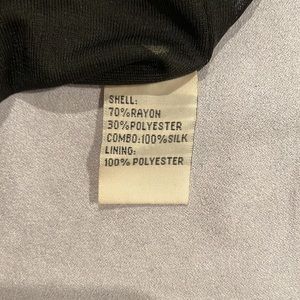 SHELL:
70%RAYON
30%POLYESTER
COMBO:100%SILK
LINING:
100%POLYESTER